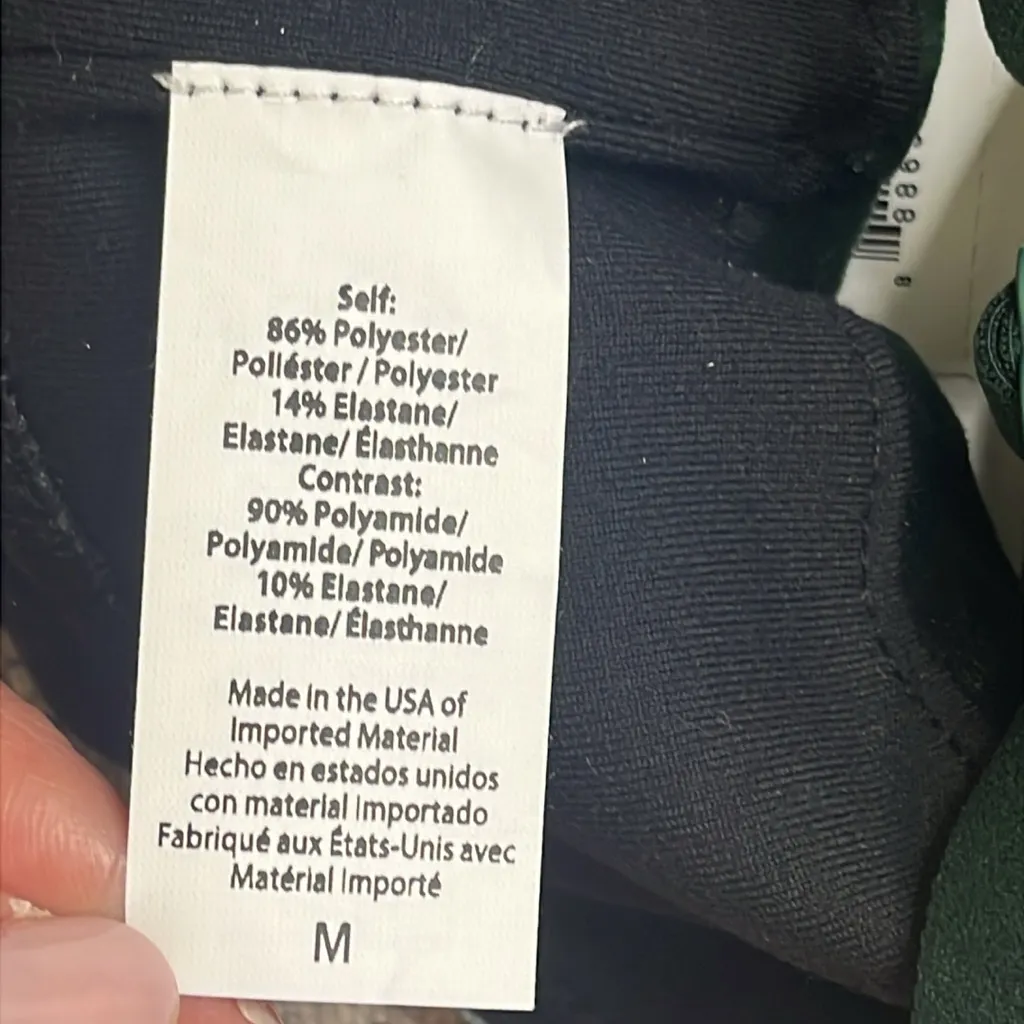 Self:
86% Polyester/
Poliéster / Polyester
14% Elastane/
Elastane/ Élasthanne
Contrast:
90% Polyamide/
Polyamide/ Polyamide
10% Elastane/
Elastane/ Élasthanne
Made in the USA of
Imported Material
Hecho en estados unidos
con material importado
Fabriqué aux États-Unis avec
Matérial Importé
M